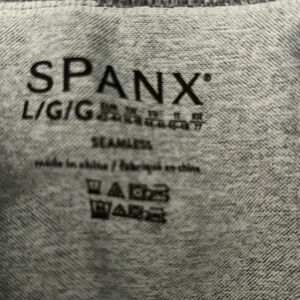 SPANX®
L/G/G
SEAMLESS
made in china / fabriqué en chine